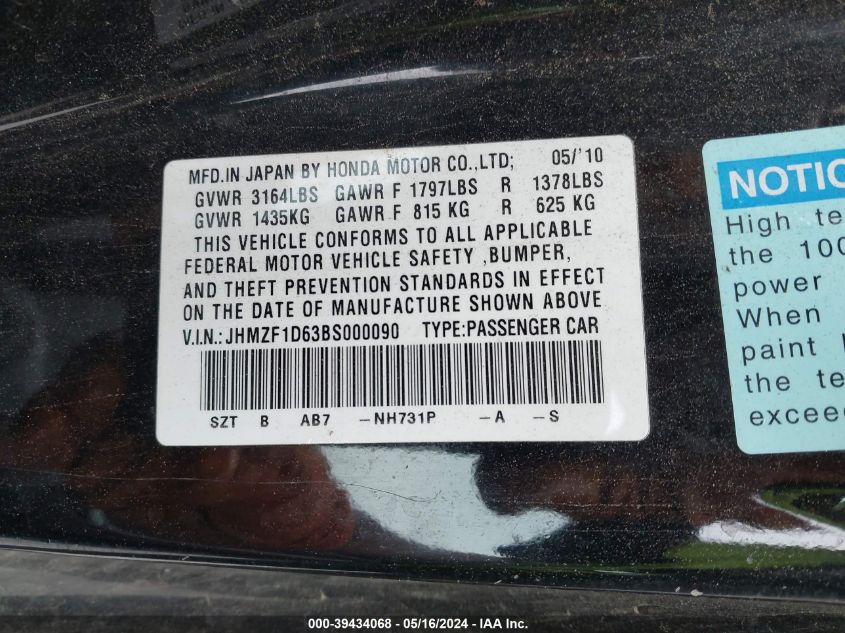 MFD.IN JAPAN BY HONDA MOTOR CO.,LTD; 05/'10
GVWR 3164LBS GAWR F 1797LBS R 1378LBS
GVWR 1435KG GAWR F 815 KG R 625 KG
THIS VEHICLE CONFORMS TO ALL APPLICABLE
FEDERAL MOTOR VEHICLE SAFETY ,BUMPER,
AND THEFT PREVENTION STANDARDS IN EFFECT
ON THE DATE OF MANUFACTURE SHOWN ABOVE
V.I.N.:JHMZF1D63BS000090 TYPE:PASSENGER CAR
SZT B AB7 -NH731P -A -S
NOTIC
High te
the 100
power
When
paint
the te
exceed
000-39434068 - 05/16/2024 - IAA Inc.